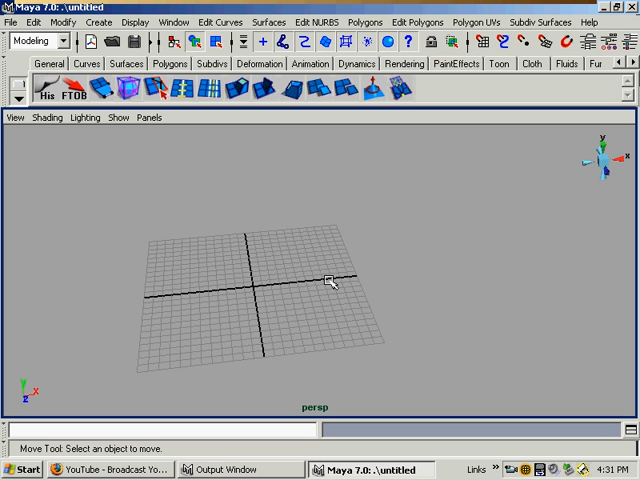 Maya 7.0: .\untitled
File Edit Modify Create Display Window Edit Curves Surfaces Edit NURBS Polygons Edit Polygons Polygon UVs Subdiv Surfaces Help
Modeling
General Curves Surfaces Polygons Subdivs Deformation Animation Dynamics Rendering PaintEffects Toon Cloth Fluids Fur
His FTOB
View Shading Lighting Show Panels
y
x
y
x
z
persp
Move Tool: Select an object to move.
Start YouTube - Broadcast Yo... Output Window Maya 7.0: .\untitled Links » 4:31 PM